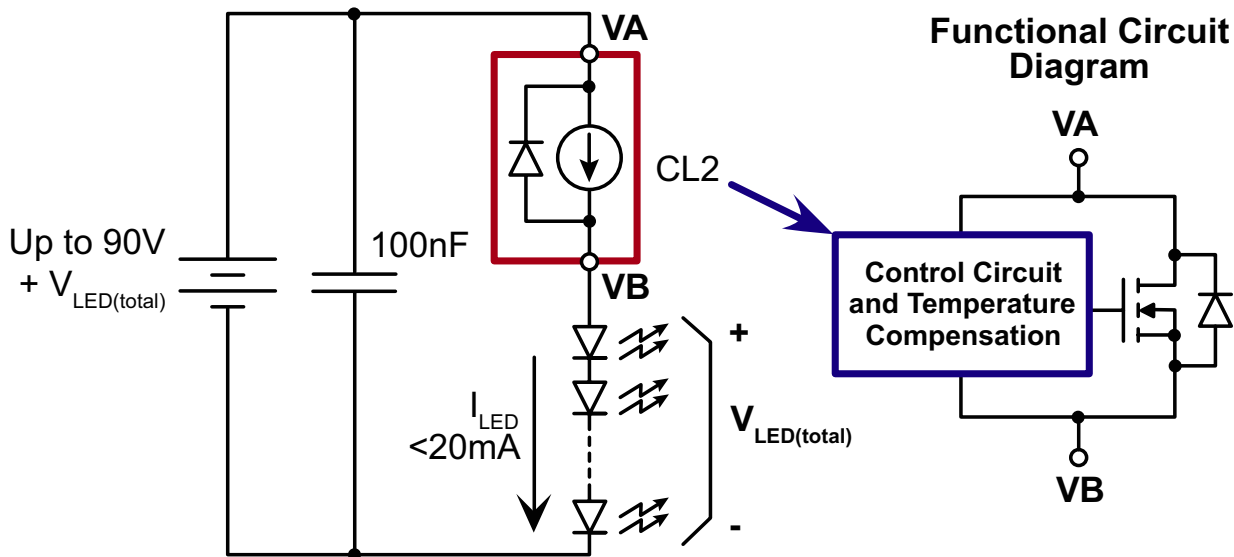 VA
CL2
VB
Up to 90V
+ VLED(total)
100nF
ILED
<20mA
+
VLED(total)
-
Functional Circuit
Diagram
VA
Control Circuit
and Temperature
Compensation
VB